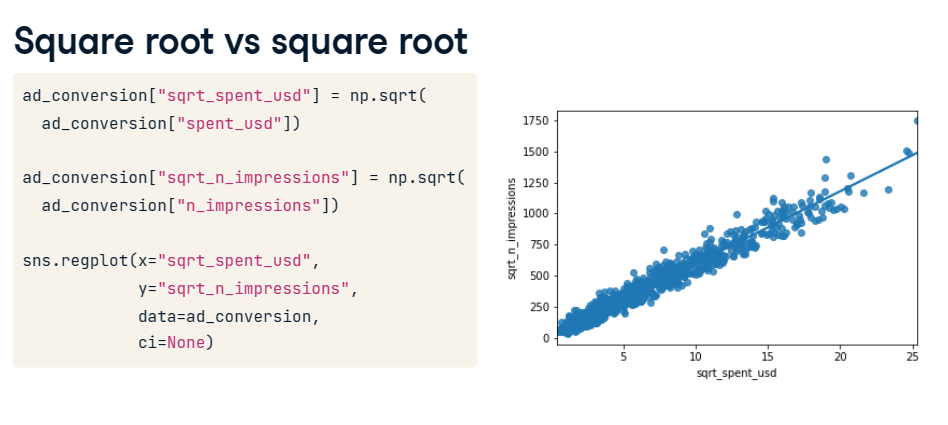 Square root vs square root
ad_conversion["sqrt_spent_usd"] = np.sqrt(
ad_conversion["spent_usd"])
ad_conversion["sqrt_n_impressions"] = np.sqrt(
ad_conversion["n_impressions"])
sns.regplot(x="sqrt_spent_usd",
y="sqrt_n_impressions",
data=ad_conversion,
ci=None)
sqrt_n_impressions
1750
1500
1250
1000
750
500
250
0
5 10 15 20 25
sqrt_spent_usd